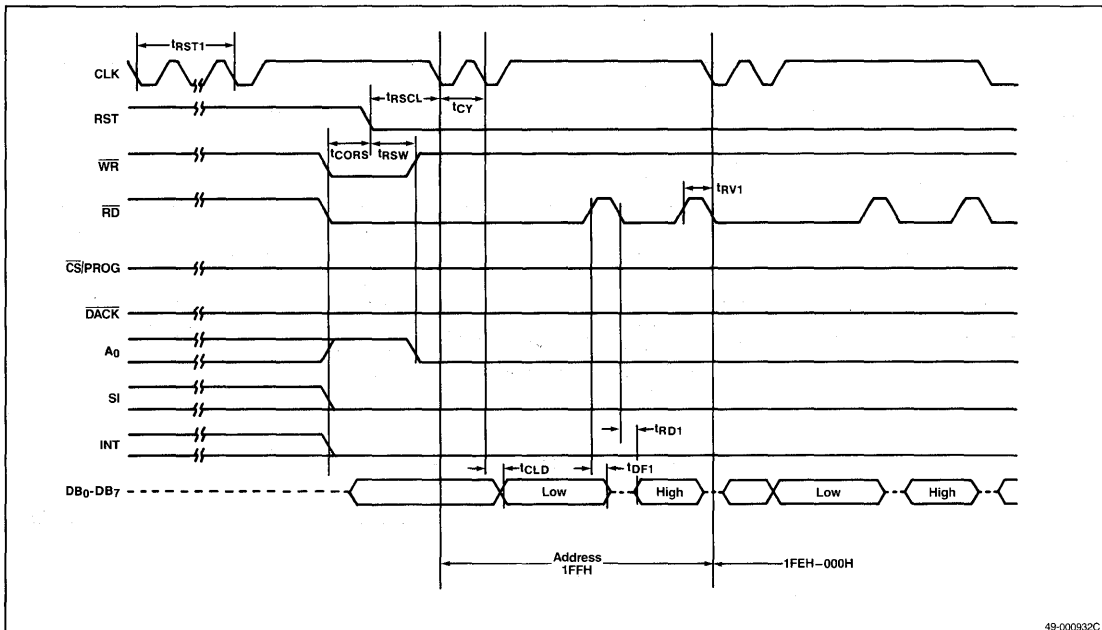 tRST1
CLK
tRSCL
tCY
RST
tCORS
tRSW
WR
tRV1
RD
CS/PROG
DACK
A0
SI
tRD1
INT
tCLD
tDF1
DB0-DB7
Low
High
Low
High
Address
1FFH
1FEH–000H
49-000932C